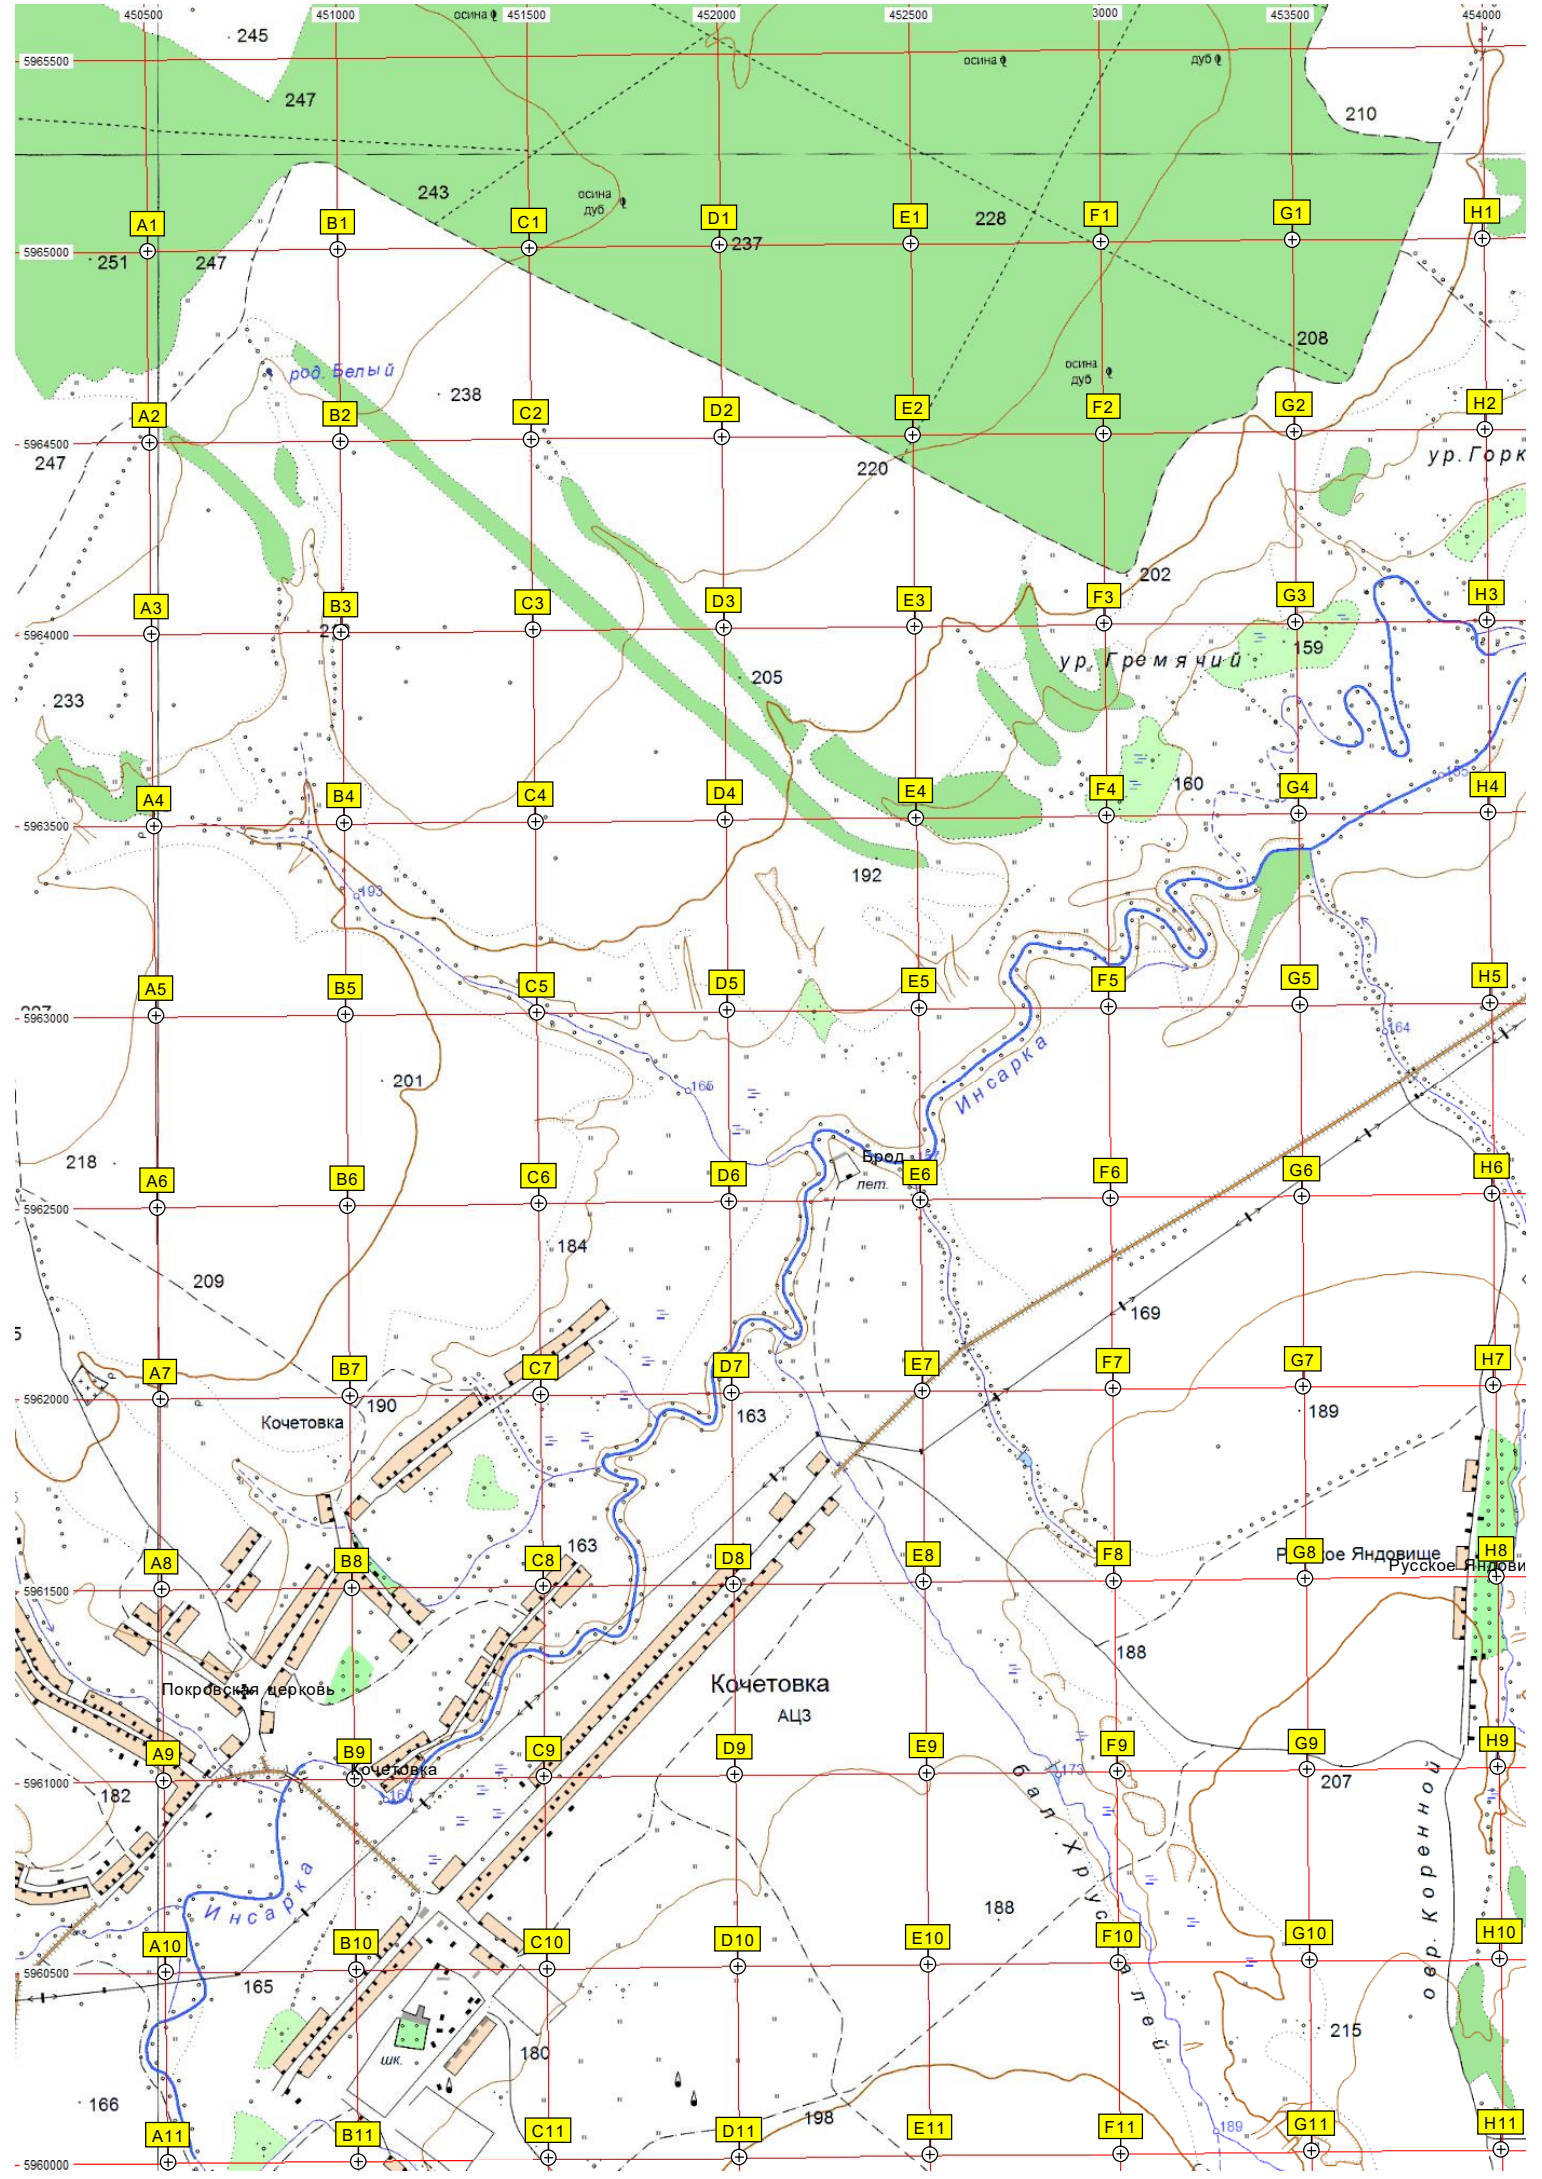 450500 451000 451500 452000 452500 3000 453500 454000
осина
245
5965500
осина
дуб
247
210
243
осина
дуб
A1 B1 C1 D1 E1 228 F1 G1 H1
5965000
251 247 237
208
род. Белый
осина
дуб
238
A2 B2 C2 D2 E2 F2 G2 H2
5964500
247
220
ур. Горк
202
A3 B3 C3 D3 E3 F3 G3 H3
5964000
159
ур. Гремячий
205
233
155
160
A4 B4 C4 D4 E4 F4 G4 H4
5963500
192
193
A5 B5 C5 D5 E5 F5 G5 H5
5963000
164
Инсарка
201
165
218
Брод
лет.
A6 B6 C6 D6 E6 F6 G6 H6
5962500
184
209
169
A7 B7 C7 D7 E7 F7 G7 H7
5962000
190
Кочетовка
163
189
163
A8 B8 C8 D8 E8 F8 G8 H8
5961500
ое Яндовище
Русское Яндови
188
Покровская церковь
Кочетовка
АЦЗ
A9 B9 C9 D9 E9 F9 G9 H9
5961000
Кочетовка
173
207
182
бал. Хрусталей
овр. Коренной
Инсарка
188
A10 B10 C10 D10 E10 F10 G10 H10
5960500
165
215
шк.
180
166
198
189
A11 B11 C11 D11 E11 F11 G11 H11
5960000